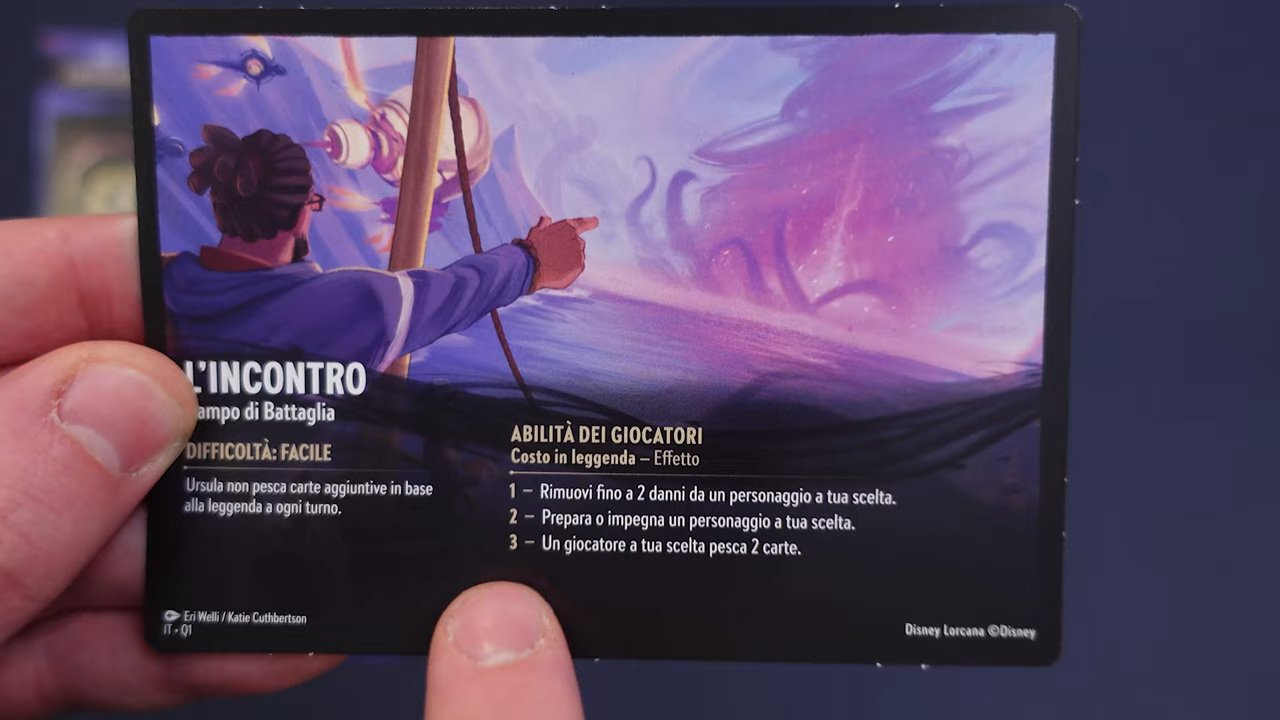 L'INCONTRO
ampo di Battaglia
DIFFICOLTÀ: FACILE
Ursula non pesca carte aggiuntive in base
alla leggenda a ogni turno.
ABILITÀ DEI GIOCATORI
Costo in leggenda – Effetto
1 – Rimuovi fino a 2 danni da un personaggio a tua scelta.
2 – Prepara o impegna un personaggio a tua scelta.
3 – Un giocatore a tua scelta pesca 2 carte.
Eri Welli / Katie Cuthbertson
IT • Q1
Disney Lorcana ©Disney